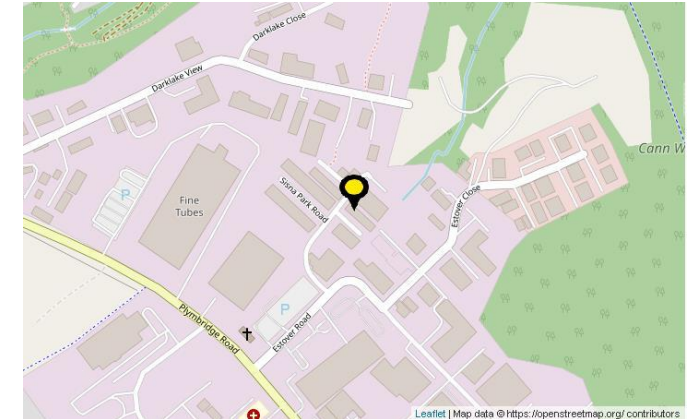 Darklake Close
Darklake View
Cann W
P
Fine
Tubes
Sisna Park Road
Estover Close
P
Plymbridge Road
Estover Road
Leaflet | Map data @ https://openstreetmap.org/ contributors